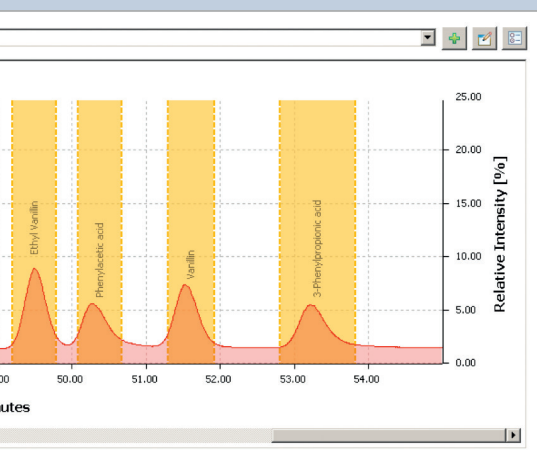 25.00
20.00
15.00
10.00
5.00
0.00
Relative Intensity [%]
Ethyl Vanillin
Phenylacetic acid
Vanillin
3-Phenylpropionic acid
00
50.00
51.00
52.00
53.00
54.00
utes